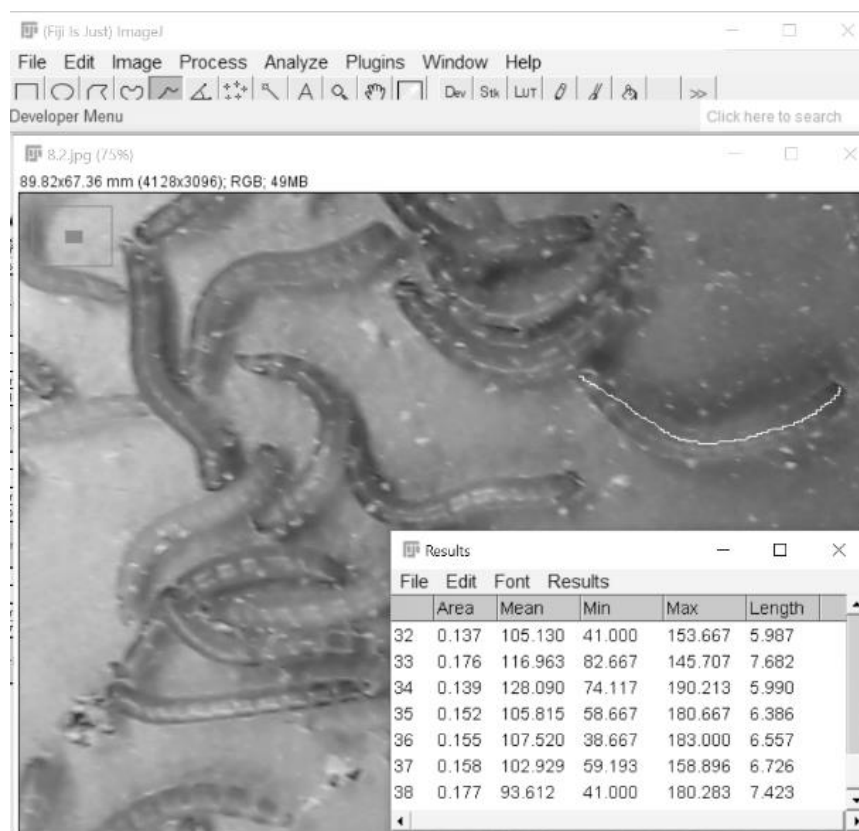 (Fiji Is Just) ImageJ
File Edit Image Process Analyze Plugins Window Help
Dev Stk LUT >>
Developer Menu Click here to search
8.2.jpg (75%)
89.82x67.36 mm (4128x3096); RGB; 49MB
Results
File Edit Font Results
Area Mean Min Max Length
32 0.137 105.130 41.000 153.667 5.987
33 0.176 116.963 82.667 145.707 7.682
34 0.139 128.090 74.117 190.213 5.990
35 0.152 105.815 58.667 180.667 6.386
36 0.155 107.520 38.667 183.000 6.557
37 0.158 102.929 59.193 158.896 6.726
38 0.177 93.612 41.000 180.283 7.423